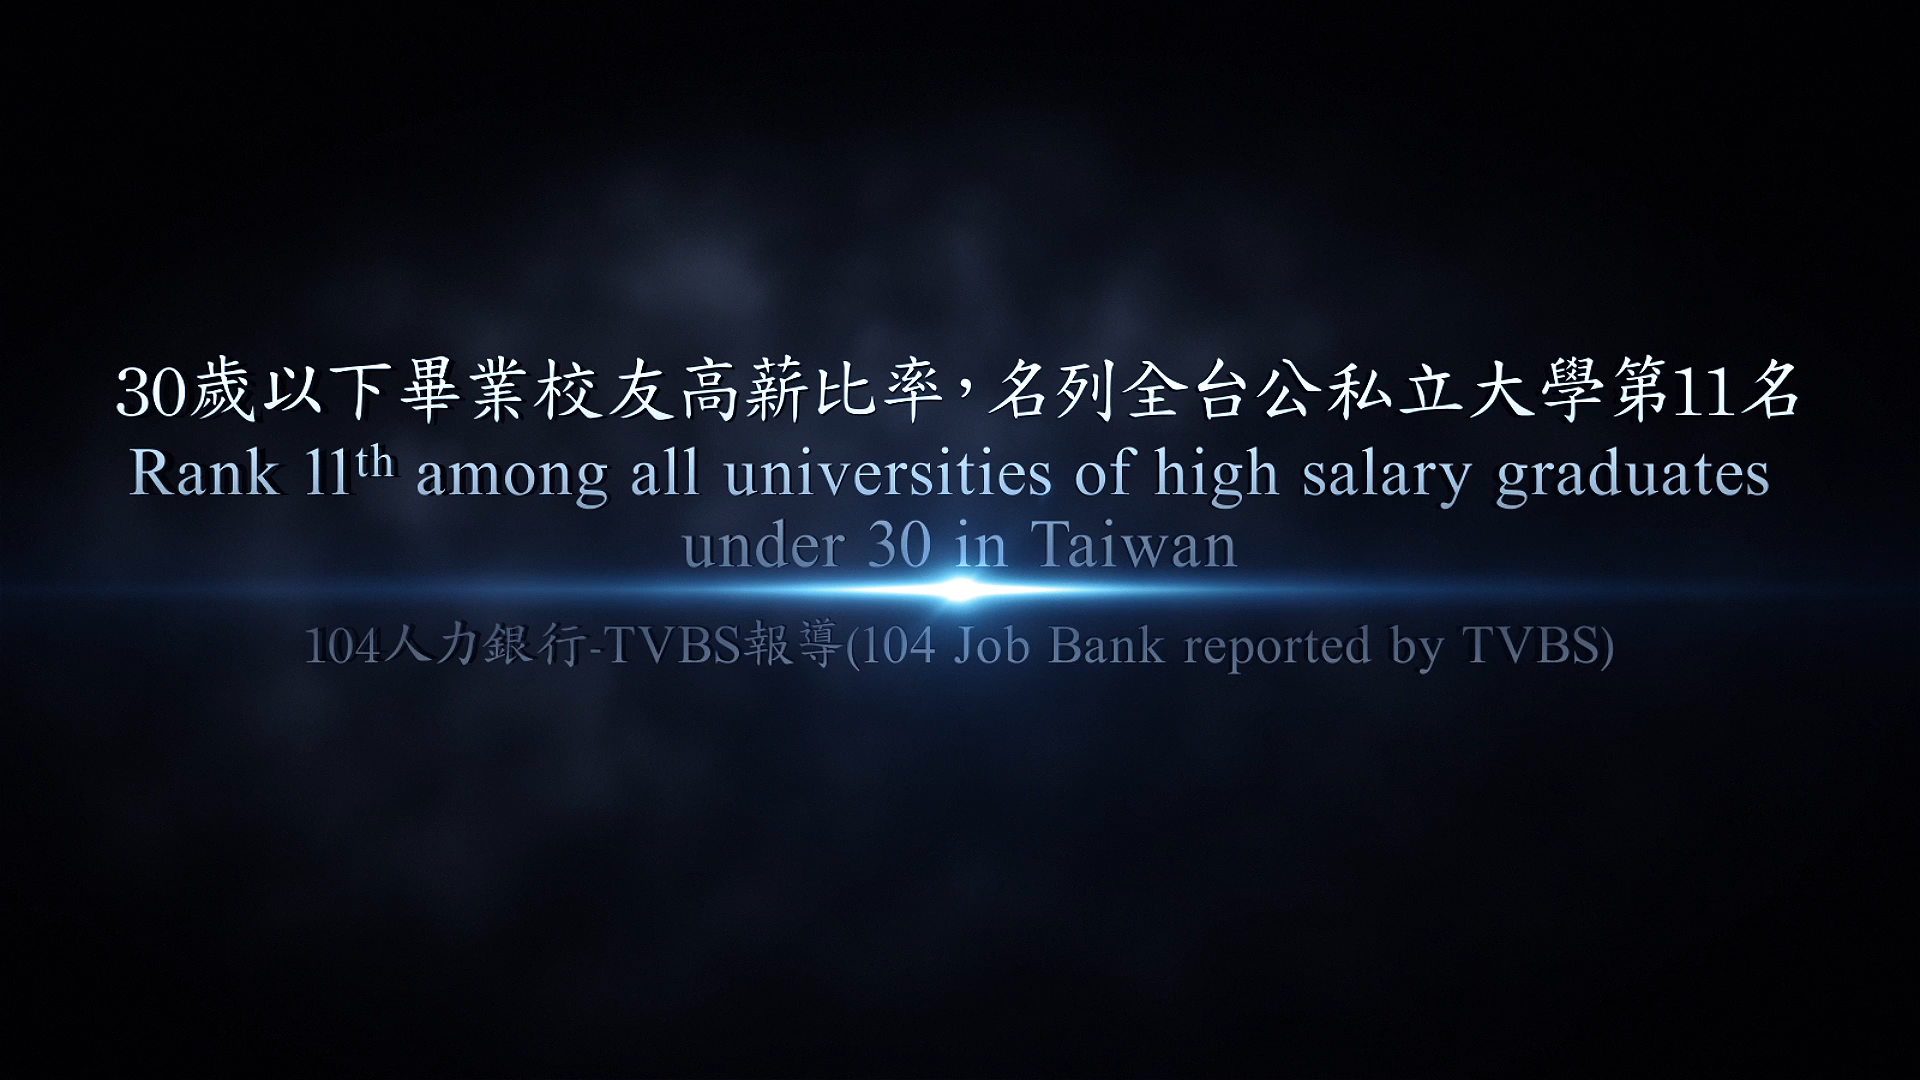 30歲以下畢業校友高薪比率，名列全台公私立大學第11名
Rank 11th among all universities of high salary graduates
under 30 in Taiwan
104人力銀行-TVBS報導(104 Job Bank reported by TVBS)